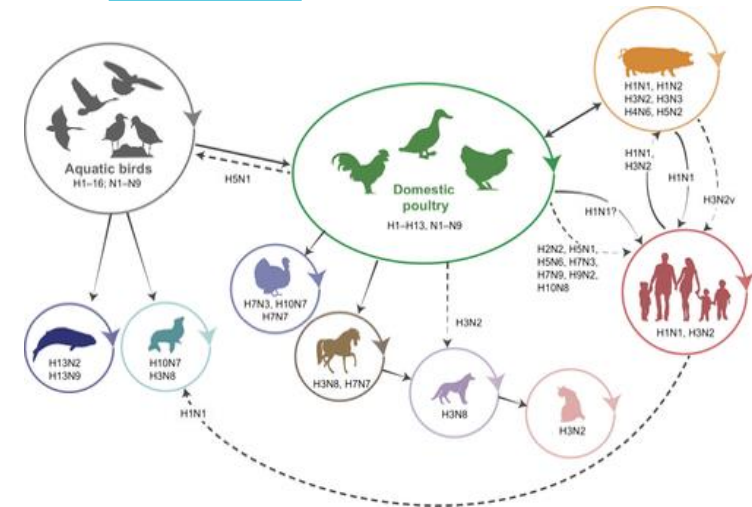 Aquatic birds
H1–16; N1–N9
H5N1
Domestic
poultry
H1–H13, N1–N9
H1N1, H1N2
H3N2, H3N3
H4N6, H5N2
H1N1,
H3N2
H1N1
H3N2v
H1N1?
H2N2, H5N1,
H5N6, H7N3,
H7N9, H9N2,
H10N8
H1N1, H3N2
H7N3, H10N7
H7N7
H3N8, H7N7
H3N2
H3N8
H3N2
H13N2
H13N9
H10N7
H3N8
H1N1